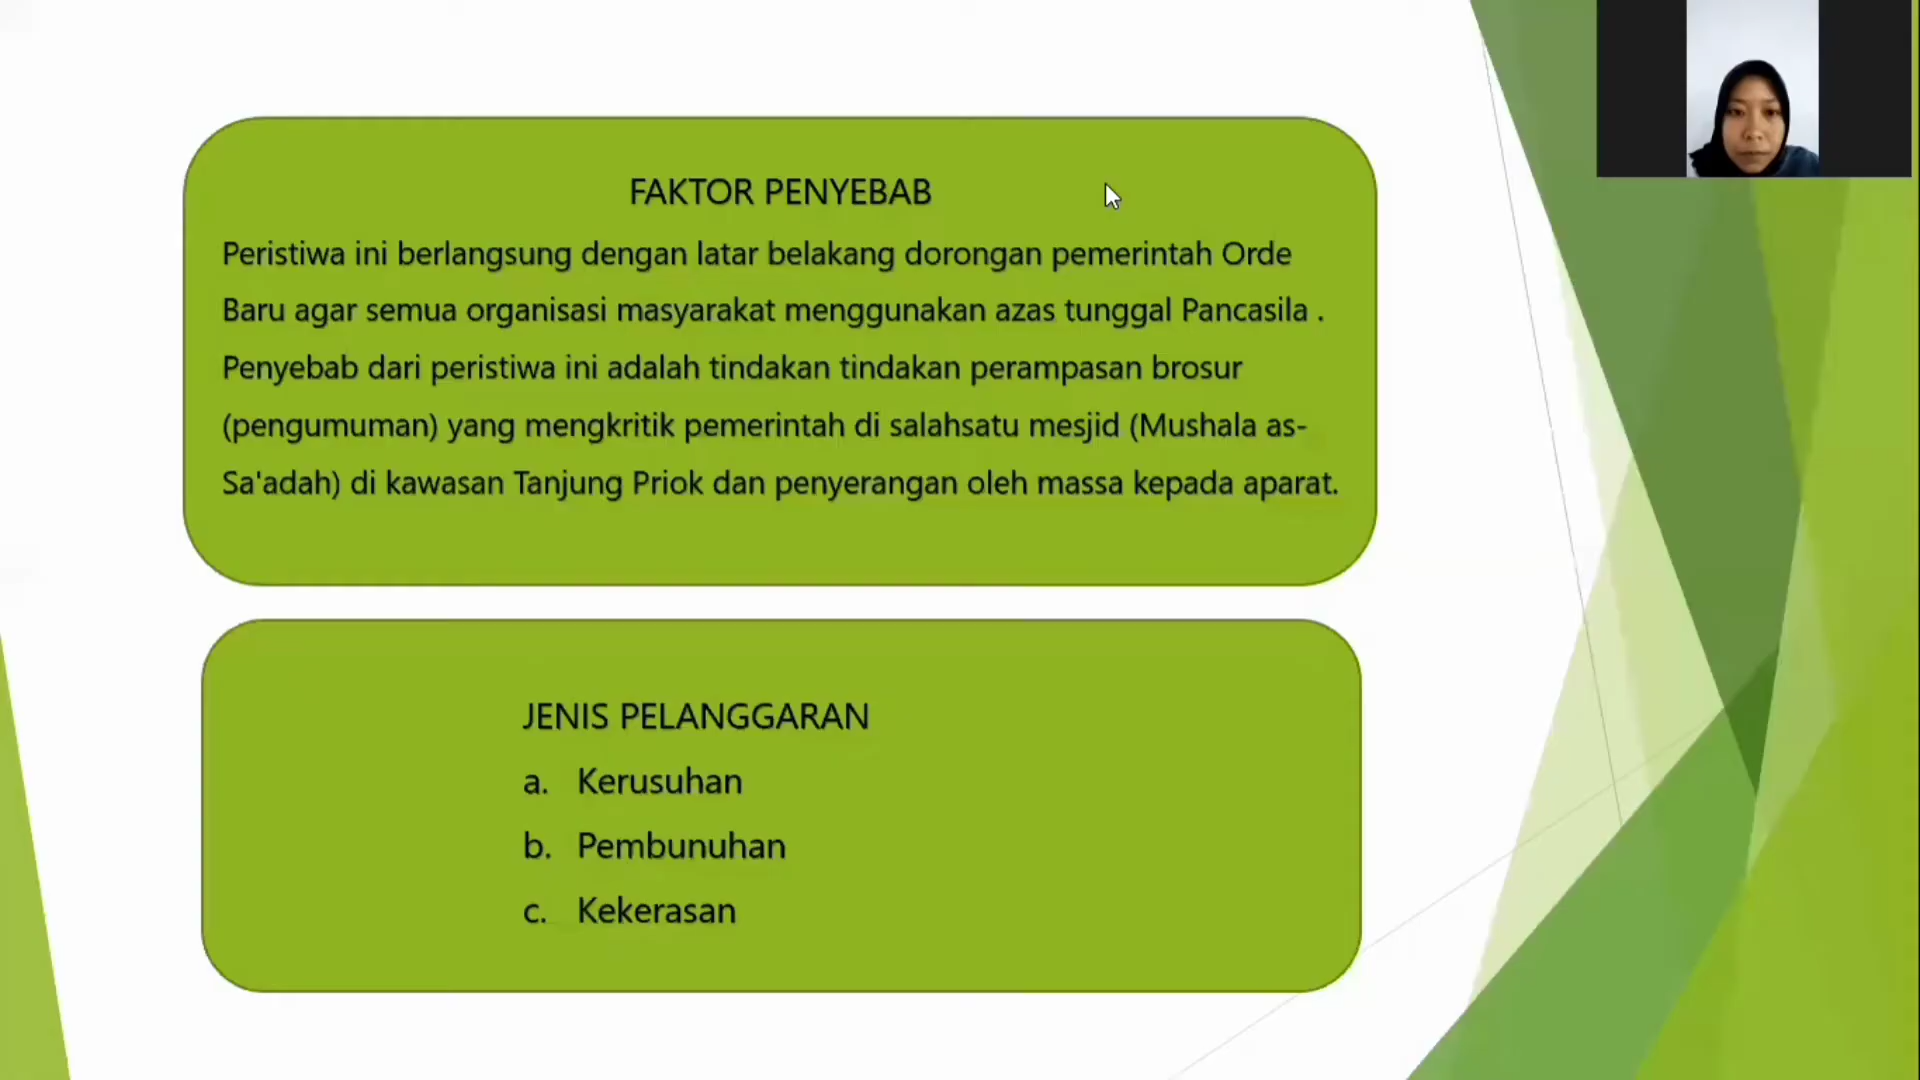 FAKTOR PENYEBAB
Peristiwa ini berlangsung dengan latar belakang dorongan pemerintah Orde
Baru agar semua organisasi masyarakat menggunakan azas tunggal Pancasila .
Penyebab dari peristiwa ini adalah tindakan tindakan perampasan brosur
(pengumuman) yang mengkritik pemerintah di salahsatu mesjid (Mushala as-
Sa'adah) di kawasan Tanjung Priok dan penyerangan oleh massa kepada aparat.
JENIS PELANGGARAN
a. Kerusuhan
b. Pembunuhan
c. Kekerasan